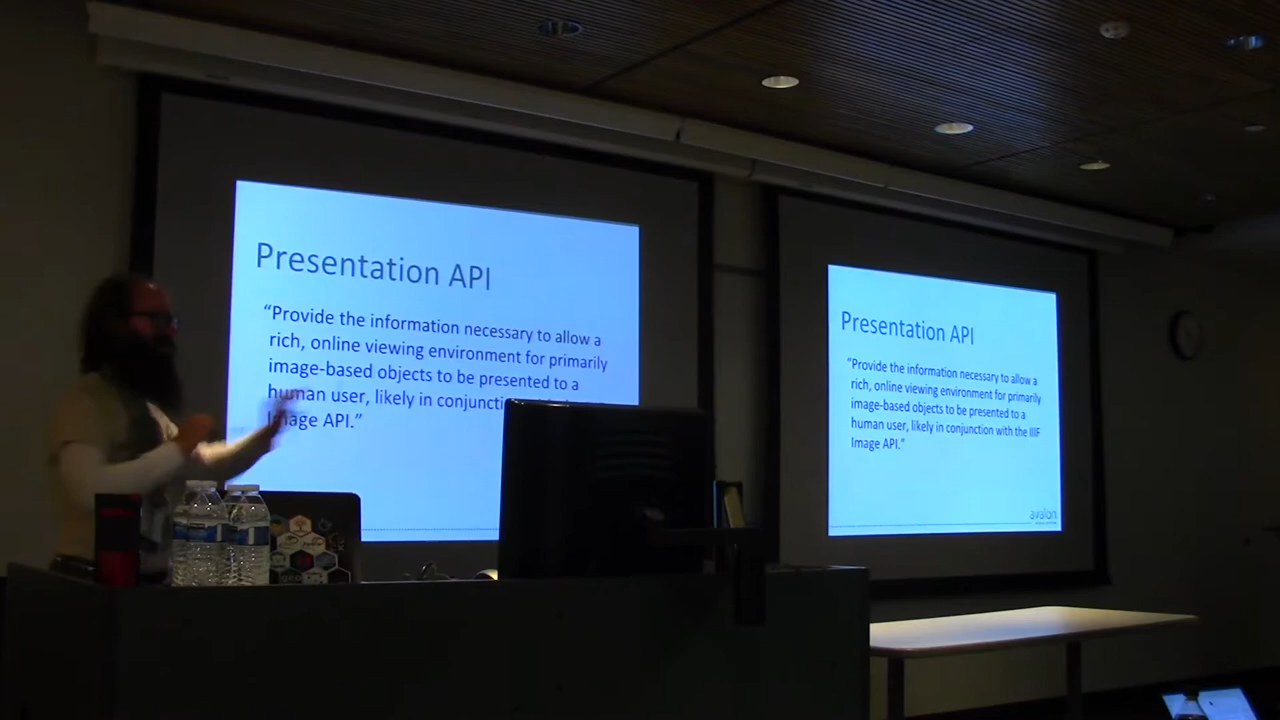 Presentation API
“Provide the information necessary to allow a
rich, online viewing environment for primarily
image-based objects to be presented to a
human user, likely in conjuncti
Image API.”
Presentation API
“Provide the information necessary to allow a
rich, online viewing environment for primarily
image-based objects to be presented to a
human user, likely in conjunction with the IIIF
Image API.”
avalon